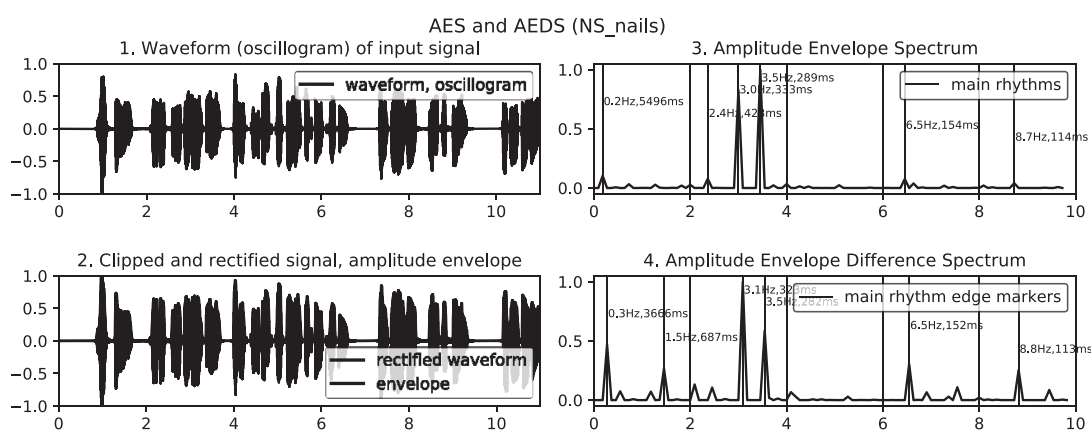 AES and AEDS (NS_nails)
1. Waveform (oscillogram) of input signal
1.0
0.5
0.0
−0.5
−1.0
waveform, oscillogram
0 2 4 6 8 10
3. Amplitude Envelope Spectrum
1.0
0.5
0.0
0.2Hz,5496ms
2.4Hz,423ms
3.0Hz,333ms
3.5Hz,289ms
main rhythms
6.5Hz,154ms
8.7Hz,114ms
0 2 4 6 8 10
2. Clipped and rectified signal, amplitude envelope
1.0
0.5
0.0
−0.5
−1.0
rectified waveform
envelope
0 2 4 6 8 10
4. Amplitude Envelope Difference Spectrum
1.0
0.5
0.0
0.3Hz,3666ms
1.5Hz,687ms
3.1Hz,323ms
3.5Hz,282ms
main rhythm edge markers
6.5Hz,152ms
8.8Hz,113ms
0 2 4 6 8 10